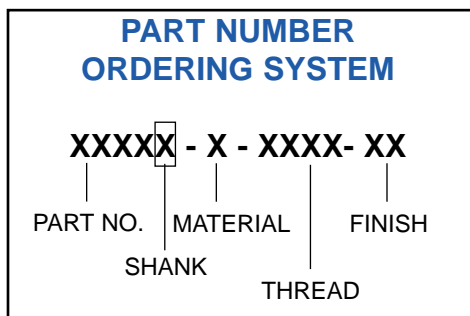 PART NUMBER
ORDERING SYSTEM
XXXXX - X - XXXX- XX
PART NO. MATERIAL FINISH
SHANK
THREAD